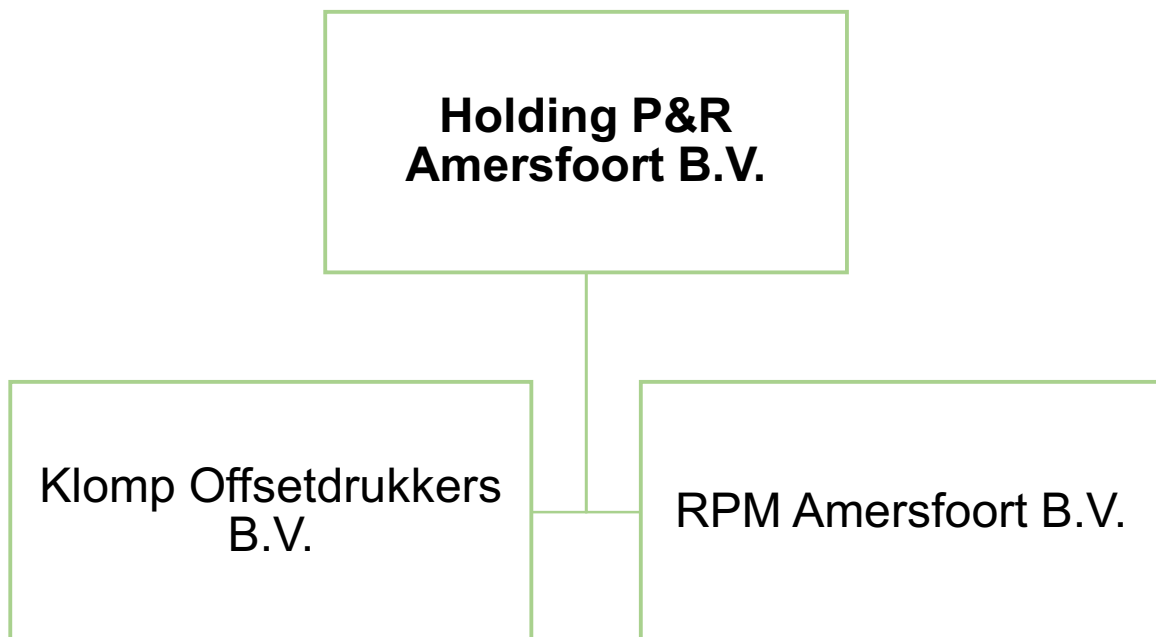 Holding P&R
Amersfoort B.V.
Klomp Offsetdrukkers
B.V.
RPM Amersfoort B.V.